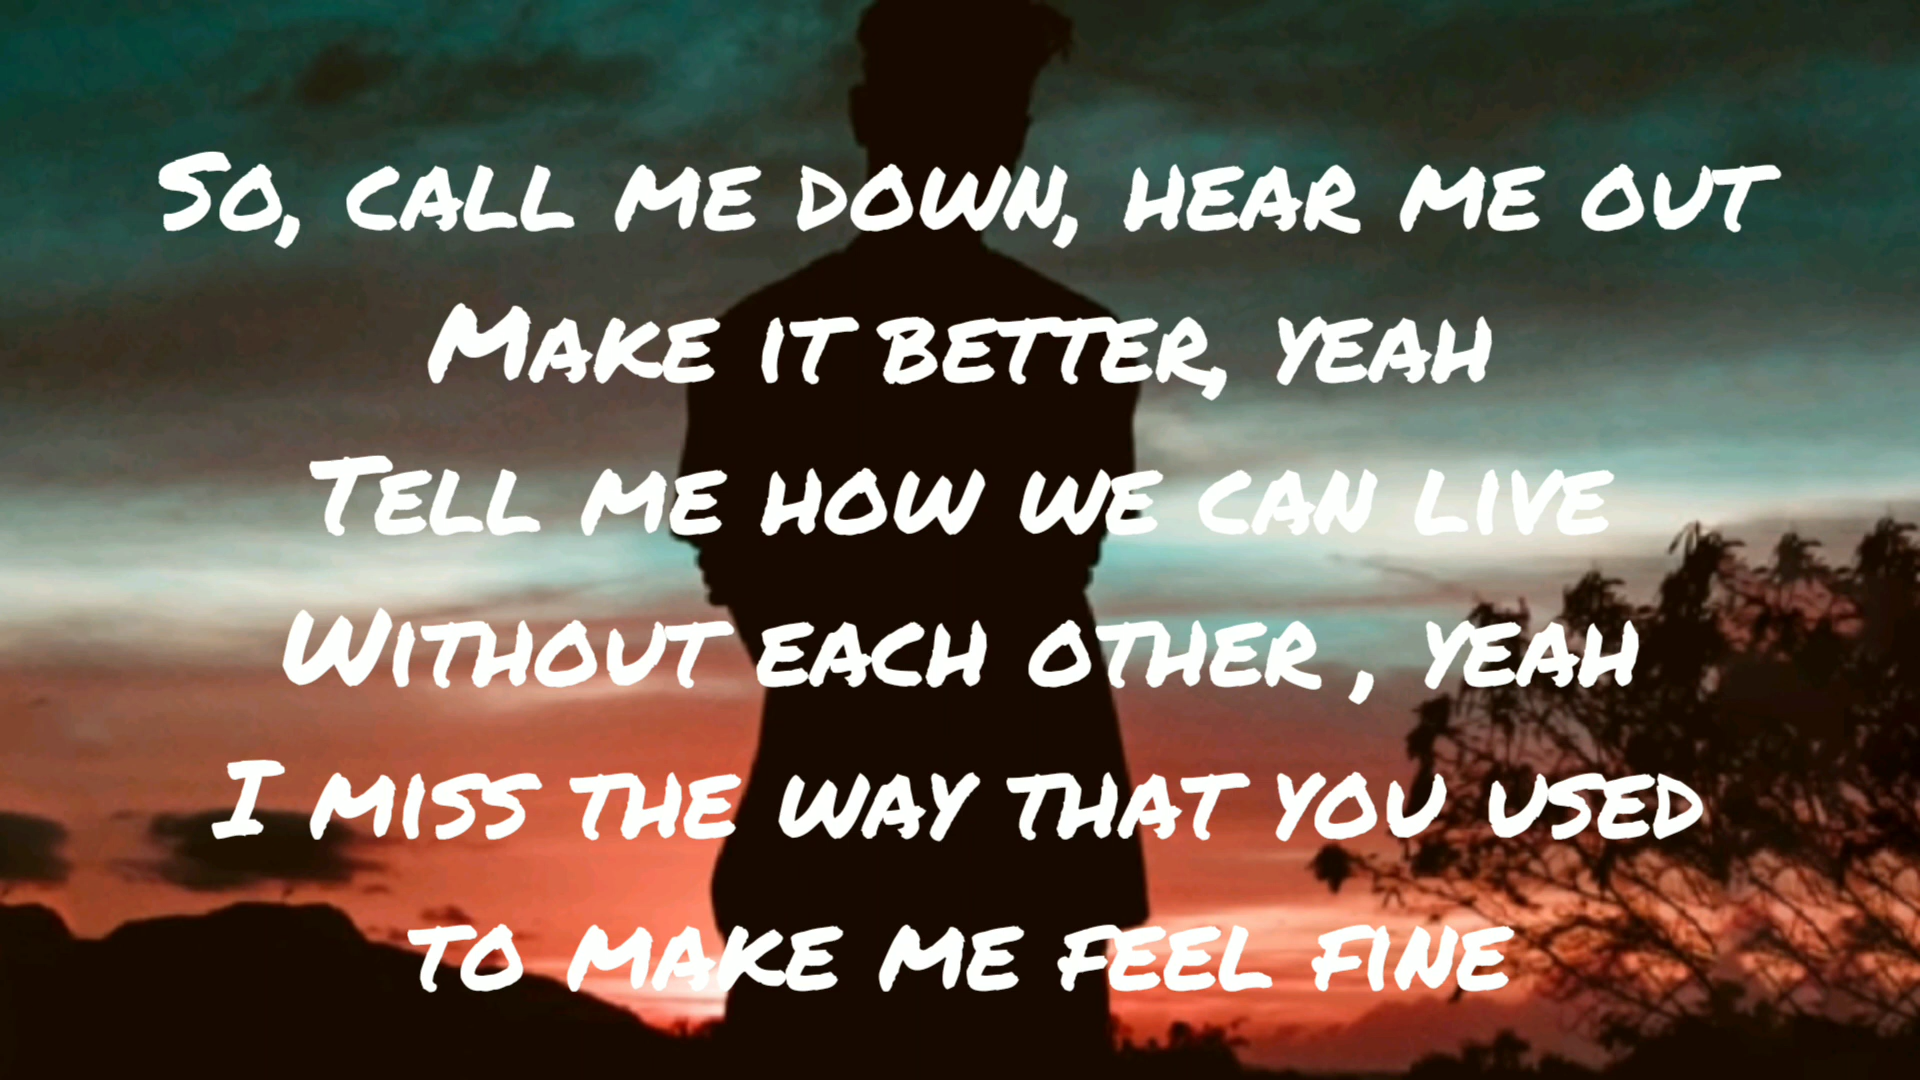 So, call me down, hear me out
Make it better, yeah
Tell me how we can live
Without each other , yeah
I miss the way that you used
to make me feel fine